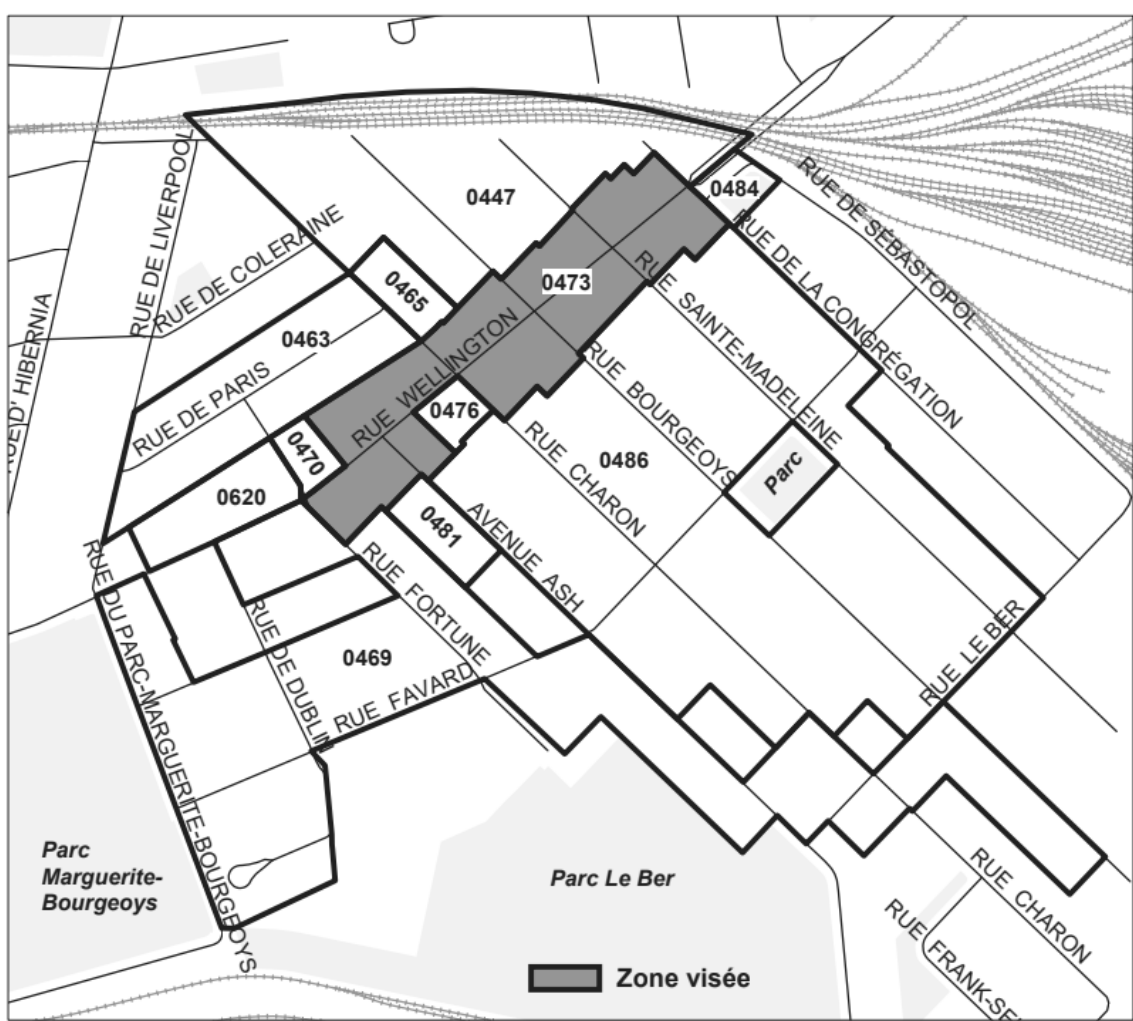 RUE DE LIVERPOOL
RUE DE COLERAINE
0447
0484
RUE DE SÉBASTOPOL
RUE DE LA CONGRÉGATION
0465
0473
RUE SAINTE-MADELEINE
RUE D' HIBERNIA
0463
RUE DE PARIS
RUE WELLINGTON
0476
RUE BOURGEOYS
RUE CHARON
0470
0486
Parc
0620
0481
AVENUE ASH
RUE FORTUNE
RUE DU PARC-MARGUERITE-BOURGEOYS
RUE DE DUBLIN
0469
RUE FAVARD
RUE LE BER
Parc
Marguerite-
Bourgeoys
Parc Le Ber
RUE CHARON
RUE FRANK-SE
Zone visée